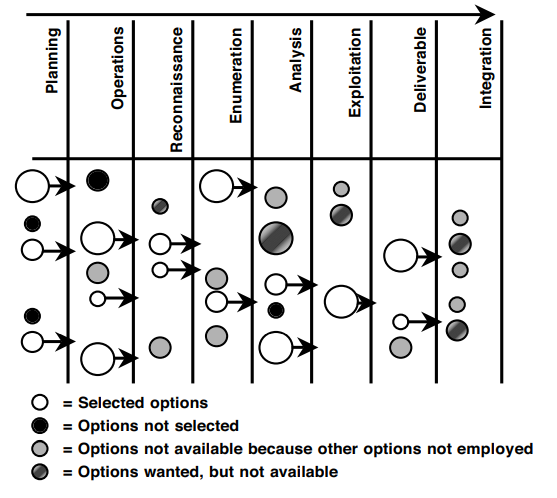 Planning
Operations
Reconnaissance
Enumeration
Analysis
Exploitation
Deliverable
Integration
= Selected options
= Options not selected
= Options not available because other options not employed
= Options wanted, but not available